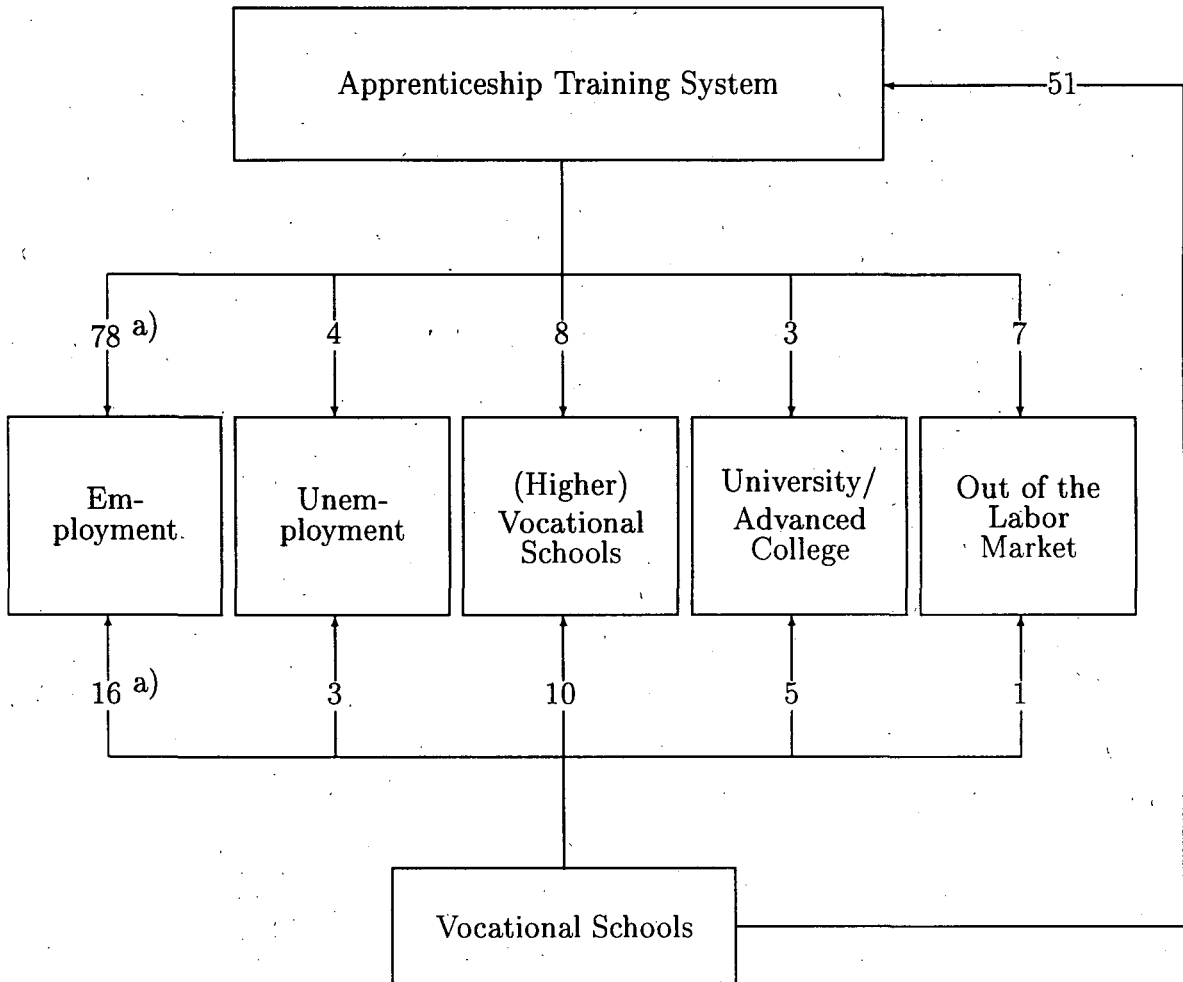 Apprenticeship Training System
51
78 a)
4
8
3
7
Em-
ployment
Unem-
ployment
(Higher)
Vocational
Schools
University/
Advanced
College
Out of the
Labor
Market
16 a)
3
10
5
1
Vocational Schools